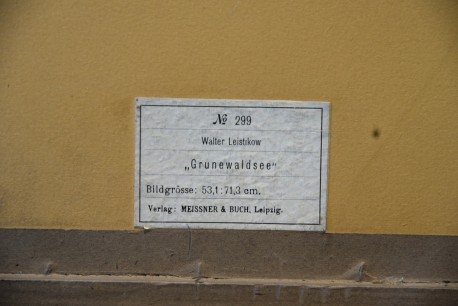 № 299
Walter Leistikow
„Grunewaldsee“
Bildgrösse: 53,1 : 71,3 cm.
Verlag: MEISSNER & BUCH, Leipzig.